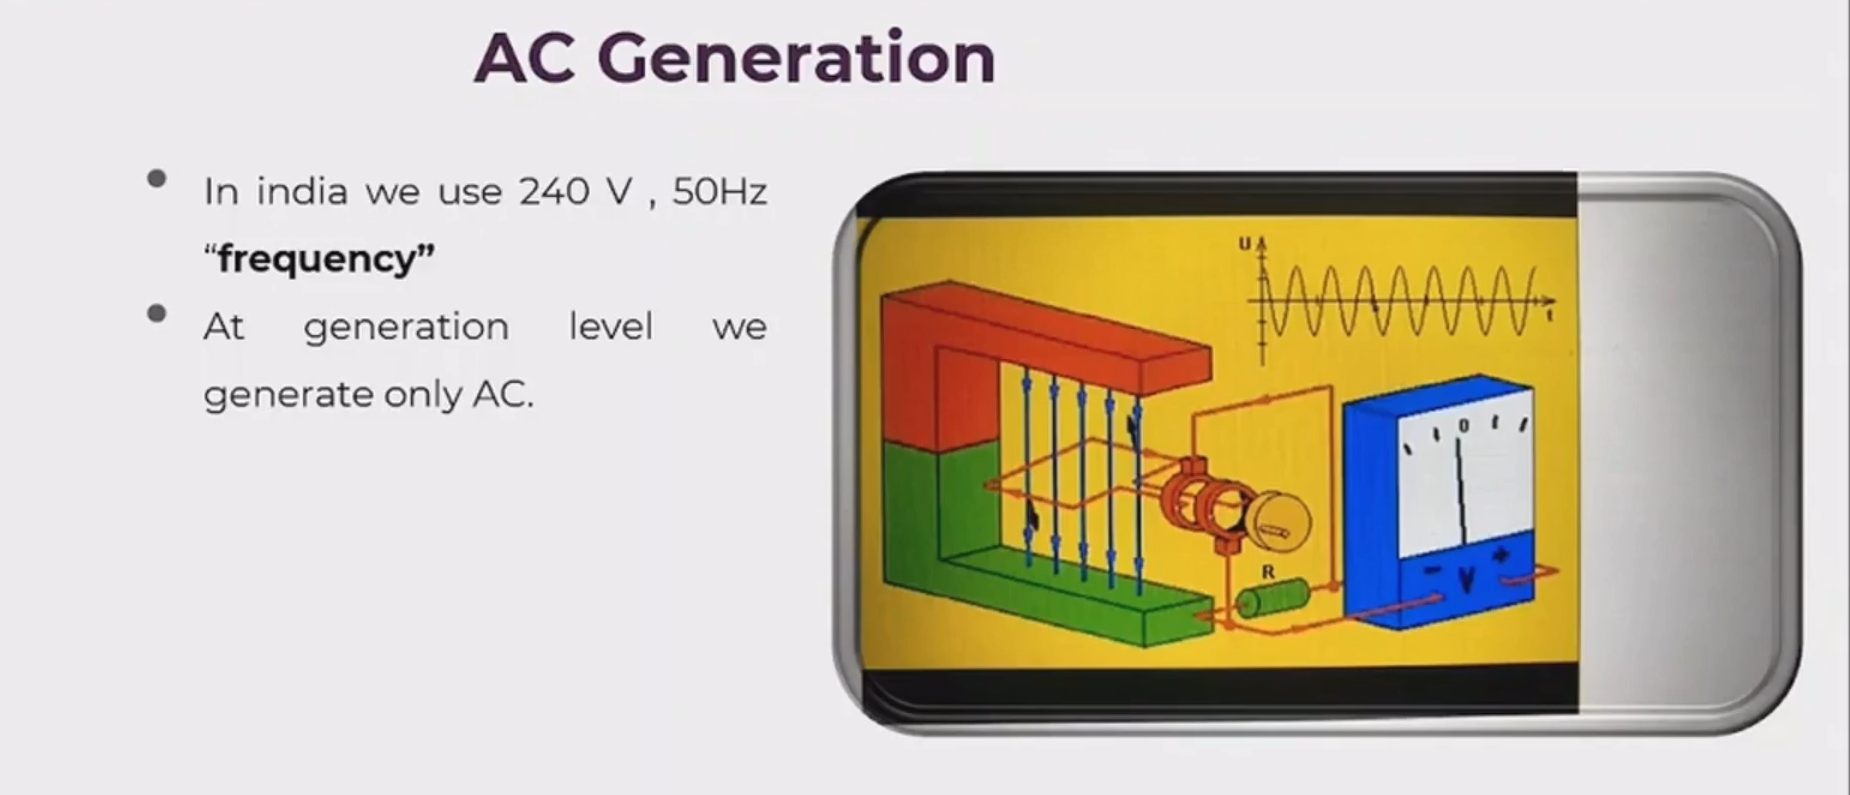 AC Generation
In india we use 240 V , 50Hz
“frequency”
At generation level we
generate only AC.
U
t
0
R
- V +